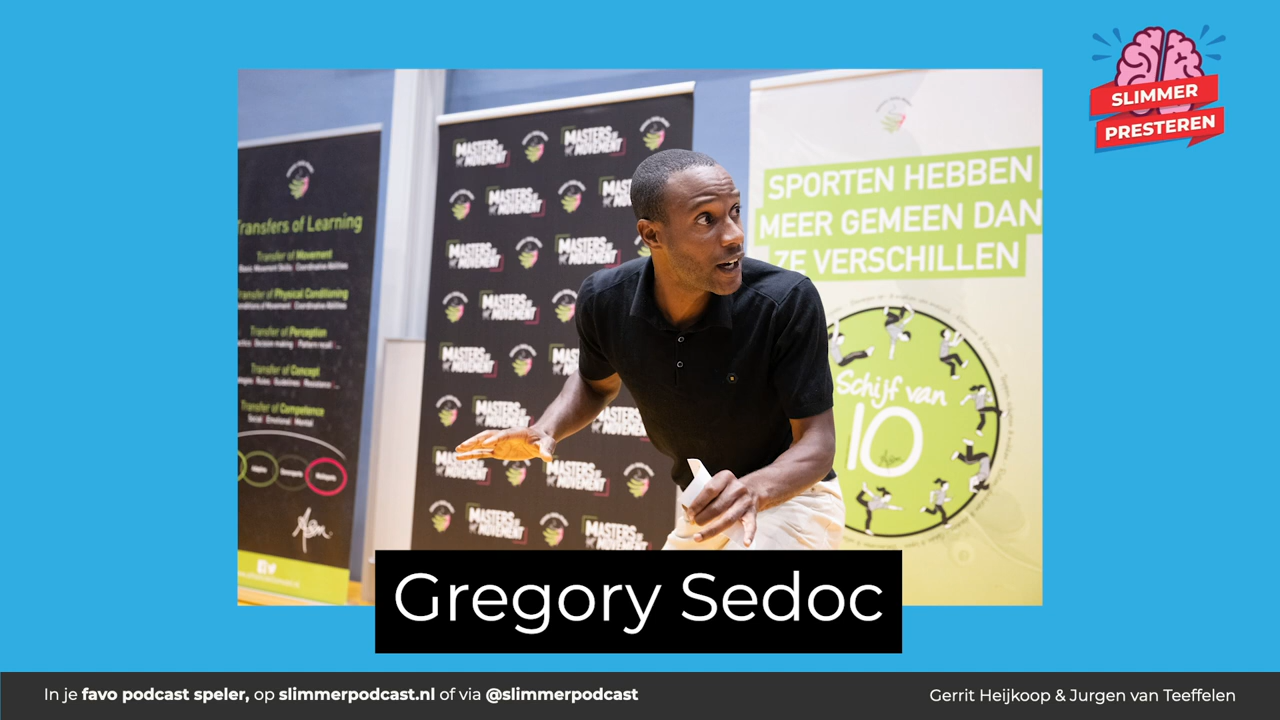 SLIMMER
PRESTEREN
Transfers of Learning
Transfer of Movement
Transfer of Physical Conditioning
Transfer of Perception
Transfer of Concept
Transfer of Competence
MASTERS OF
MOVEMENT
SPORTEN HEBBEN
MEER GEMEEN DAN
ZE VERSCHILLEN
Schijf van
10
Gregory Sedoc
In je favo podcast speler, op slimmerpodcast.nl of via @slimmerpodcast
Gerrit Heijkoop & Jurgen van Teeffelen